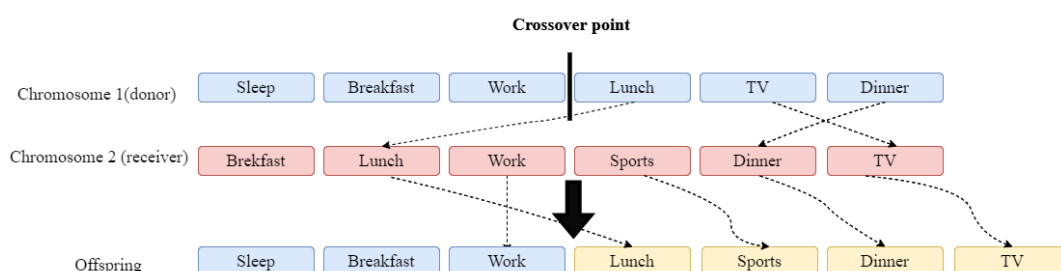 Crossover point
Chromosome 1(donor) Sleep Breakfast Work Lunch TV Dinner
Chromosome 2 (receiver) Brekfast Lunch Work Sports Dinner TV
Offspring Sleep Breakfast Work Lunch Sports Dinner TV